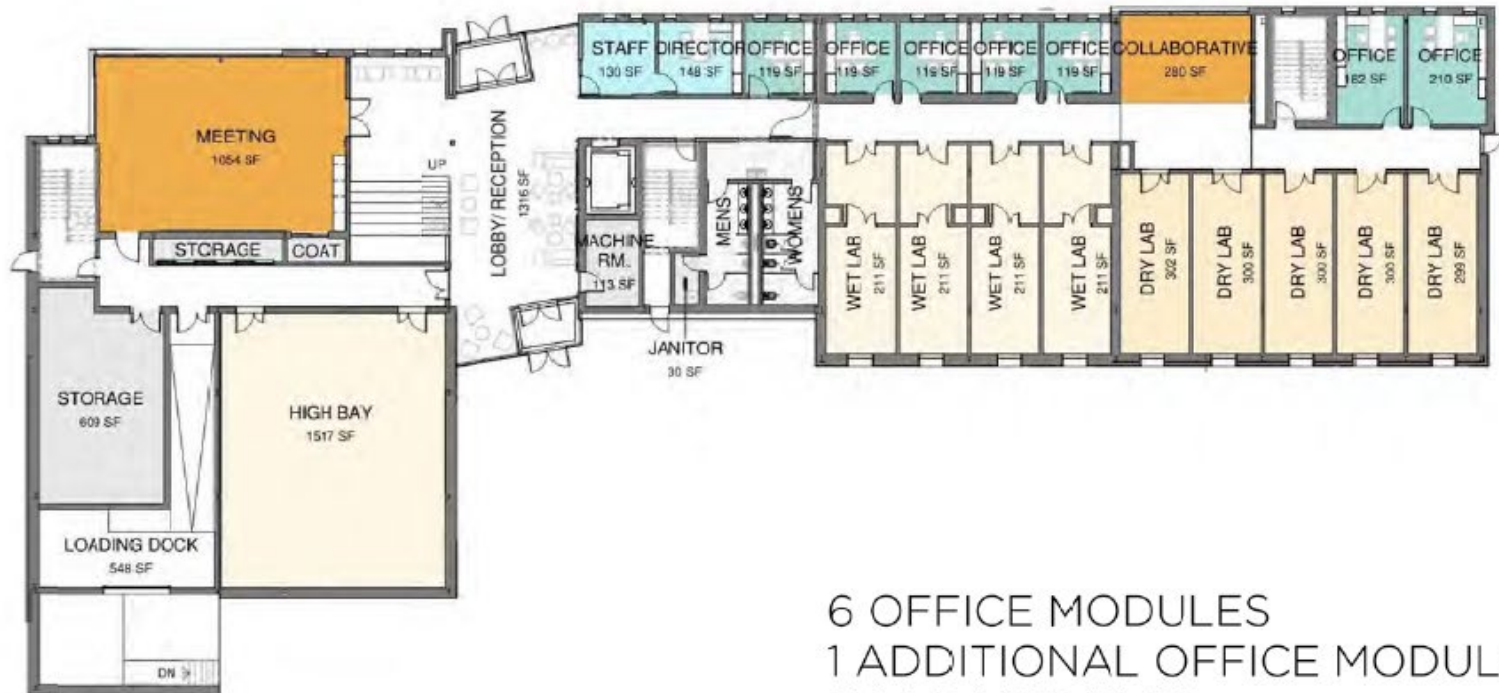 STAFF
130 SF
DIRECTOR
148 SF
OFFICE
119 SF
OFFICE
119 SF
OFFICE
119 SF
OFFICE
119 SF
OFFICE
119 SF
COLLABORATIVE
280 SF
OFFICE
182 SF
OFFICE
210 SF
MEETING
1054 SF
UP
LOBBY/ RECEPTION
1316 SF
STORAGE
COAT
MACHINE
RM.
113 SF
MENS
WOMENS
WET LAB
211 SF
WET LAB
211 SF
WET LAB
211 SF
WET LAB
211 SF
DRY LAB
302 SF
DRY LAB
300 SF
DRY LAB
300 SF
DRY LAB
300 SF
DRY LAB
299 SF
JANITOR
30 SF
STORAGE
609 SF
HIGH BAY
1517 SF
LOADING DOCK
548 SF
DN
6 OFFICE MODULES
1 ADDITIONAL OFFICE MODUL